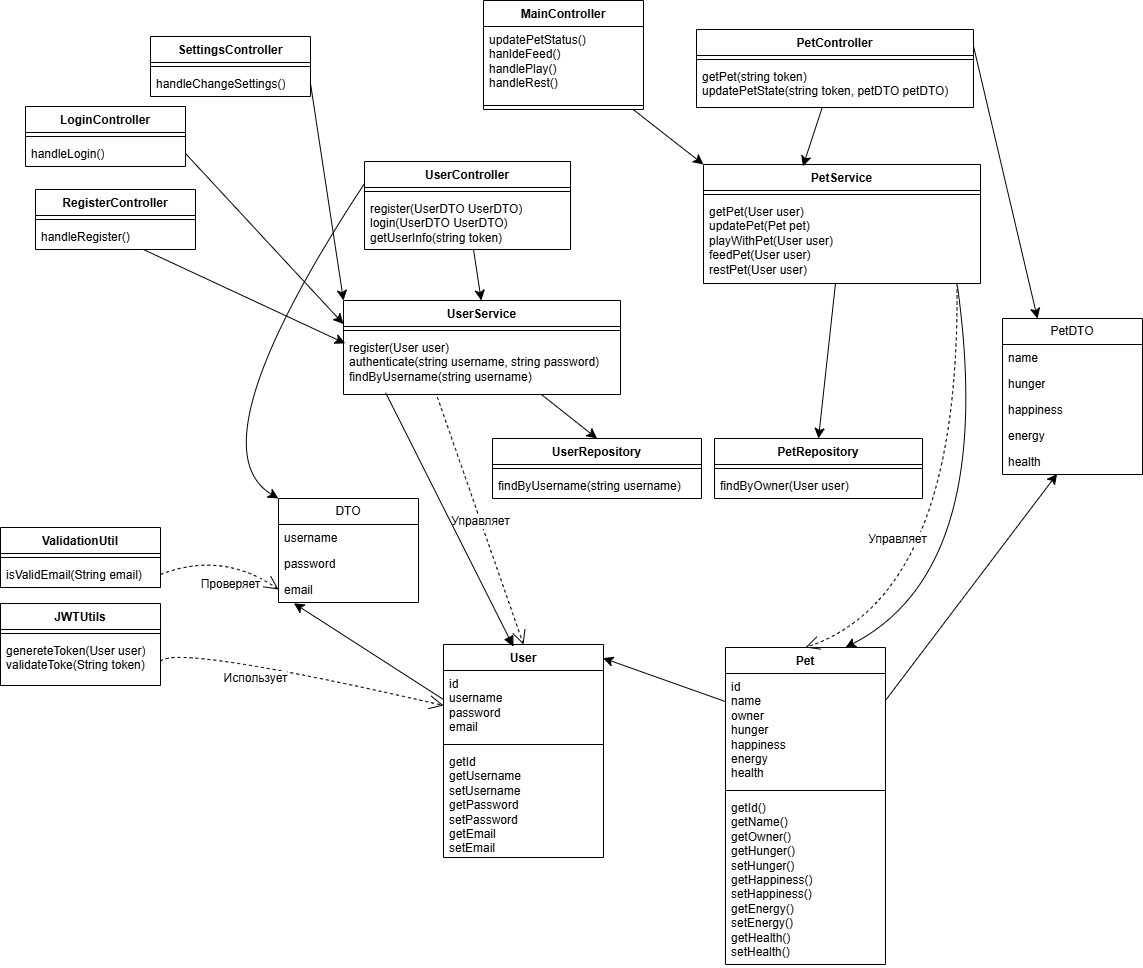 MainController
updatePetStatus()
hanldeFeed()
handlePlay()
handleRest()
PetController
getPet(string token)
updatePetState(string token, petDTO petDTO)
SettingsController
handleChangeSettings()
LoginController
handleLogin()
RegisterController
handleRegister()
UserController
register(UserDTO UserDTO)
login(UserDTO UserDTO)
getUserInfo(string token)
PetService
getPet(User user)
updatePet(Pet pet)
playWithPet(User user)
feedPet(User user)
restPet(User user)
UserService
register(User user)
authenticate(string username, string password)
findByUsername(string username)
PetDTO
name
hunger
happiness
energy
health
UserRepository
findByUsername(string username)
PetRepository
findByOwner(User user)
DTO
username
password
email
Управляет
Управляет
ValidationUtil
isValidEmail(String email)
Проверяет
JWTUtils
genereteToken(User user)
validateToke(String token)
Использует
User
id
username
password
email
getId
getUsername
setUsername
getPassword
setPassword
getEmail
setEmail
Pet
id
name
owner
hunger
happiness
energy
health
getId()
getName()
getOwner()
getHunger()
setHunger()
getHappiness()
setHappiness()
getEnergy()
setEnergy()
getHealth()
setHealth()